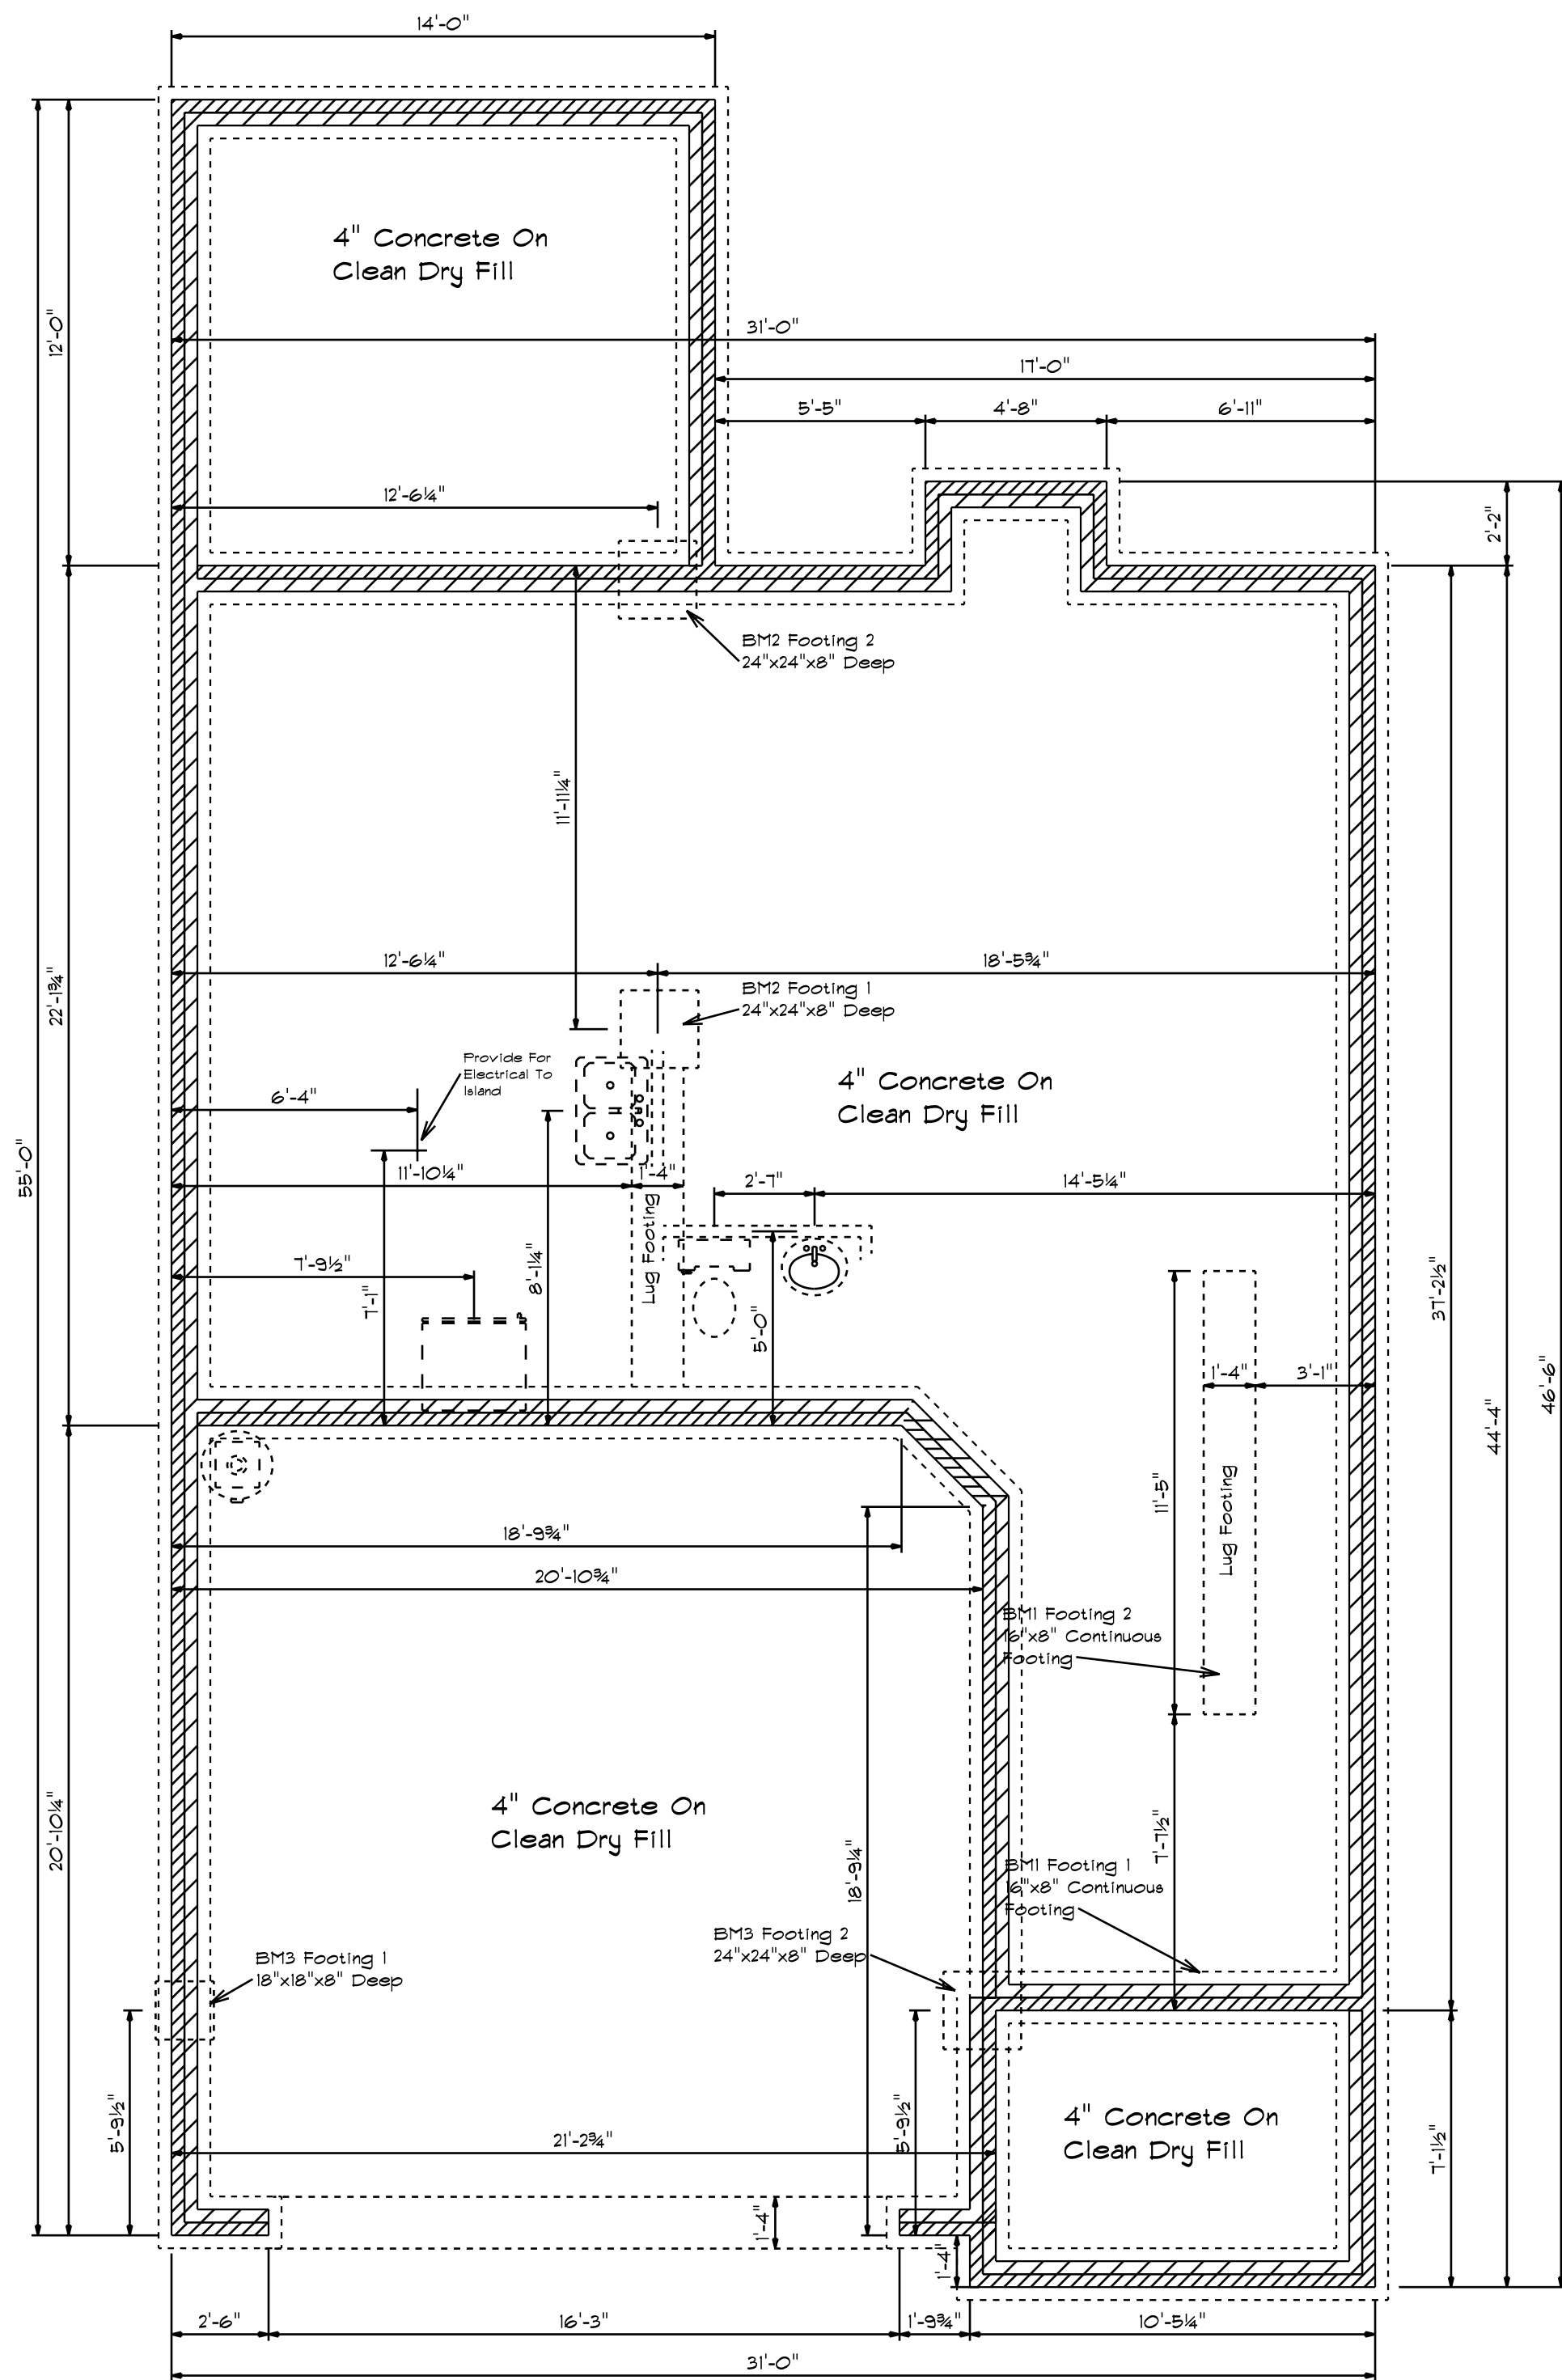 14'-0"
4" Concrete On
Clean Dry Fill
12'-0"
31'-0"
17'-0"
5'-5"
4'-8"
6'-11"
12'-6¼"
2'-2"
BM2 Footing 2
24"x24"x8" Deep
11'-11¼"
12'-6¼"
18'-5¾"
22'-1¾"
BM2 Footing 1
24"x24"x8" Deep
Provide For
Electrical To
Island
4" Concrete On
Clean Dry Fill
6'-4"
55'-0"
11'-10¼"
1'-4"
2'-7"
14'-5¼"
Lug Footing
7'-9½"
7'-1"
8'-1¼"
5'-0"
37'-2½"
1'-4"
3'-1"
46'-6"
44'-4"
11'-5"
Lug Footing
18'-9¾"
20'-10¾"
BM1 Footing 2
16"x8" Continuous
Footing
4" Concrete On
Clean Dry Fill
20'-10¼"
18'-9¼"
7'-7½"
BM1 Footing 1
16"x8" Continuous
Footing
BM3 Footing 2
24"x24"x8" Deep
BM3 Footing 1
18"x18"x8" Deep
5'-9½"
5'-9½"
21'-2¾"
4" Concrete On
Clean Dry Fill
7'-1½"
1'-4"
1'-4"
2'-6"
16'-3"
1'-9¾"
10'-5¼"
31'-0"